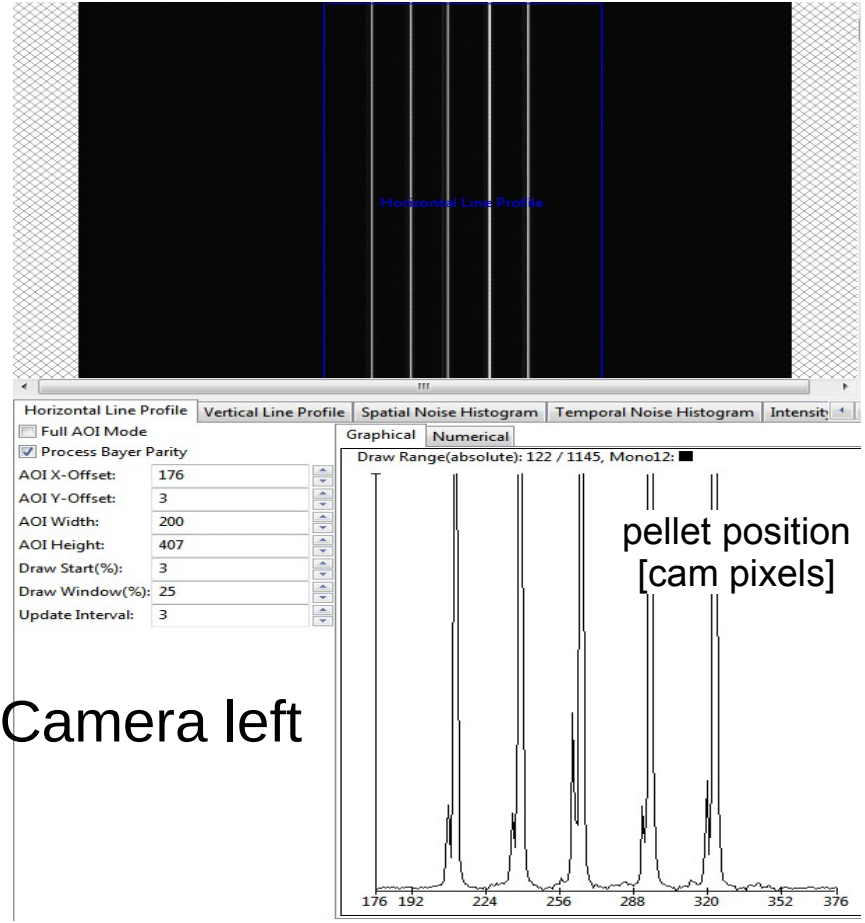 Horizontal Line Profile
Horizontal Line Profile Vertical Line Profile Spatial Noise Histogram Temporal Noise Histogram
Full AOI Mode
Process Bayer Parity
AOI X-Offset: 176
AOI Y-Offset: 3
AOI Width: 200
AOI Height: 407
Draw Start(%): 3
Draw Window(%): 25
Update Interval: 3
Graphical Numerical
Draw Range(absolute): 122 / 1145, Mono12:
pellet position
[cam pixels]
Camera left
176 192 224 256 288 320 352 376